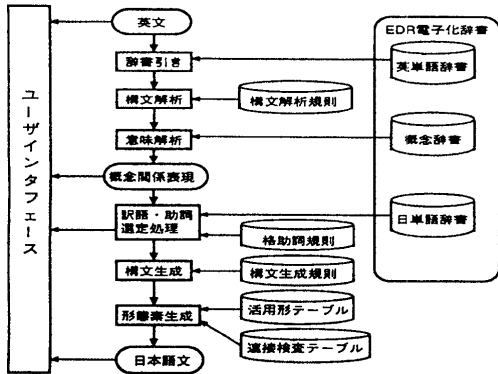 ユーザインタフェース
英文
辞書引き
構文解析
意味解析
概念関係表現
訳語・助詞
選定処理
構文生成
形態素生成
日本語文
構文解析規則
格助詞規則
構文生成規則
活用形テーブル
連接検査テーブル
EDR電子化辞書
英単語辞書
概念辞書
日単語辞書